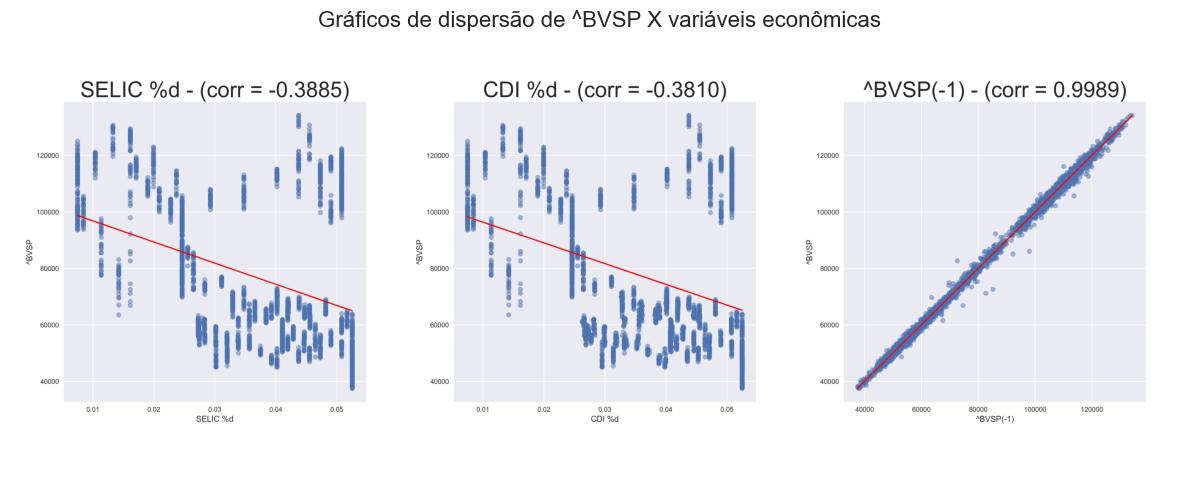 Gráficos de dispersão de ^BVSP X variáveis econômicas
SELIC %d - (corr = -0.3885)
^BVSP
120000
100000
80000
60000
40000
0.01 0.02 0.03 0.04 0.05
SELIC %d
CDI %d - (corr = -0.3810)
^BVSP
120000
100000
80000
60000
40000
0.01 0.02 0.03 0.04 0.05
CDI %d
^BVSP(-1) - (corr = 0.9989)
^BVSP
120000
100000
80000
60000
40000
40000 60000 80000 100000 120000
^BVSP(-1)